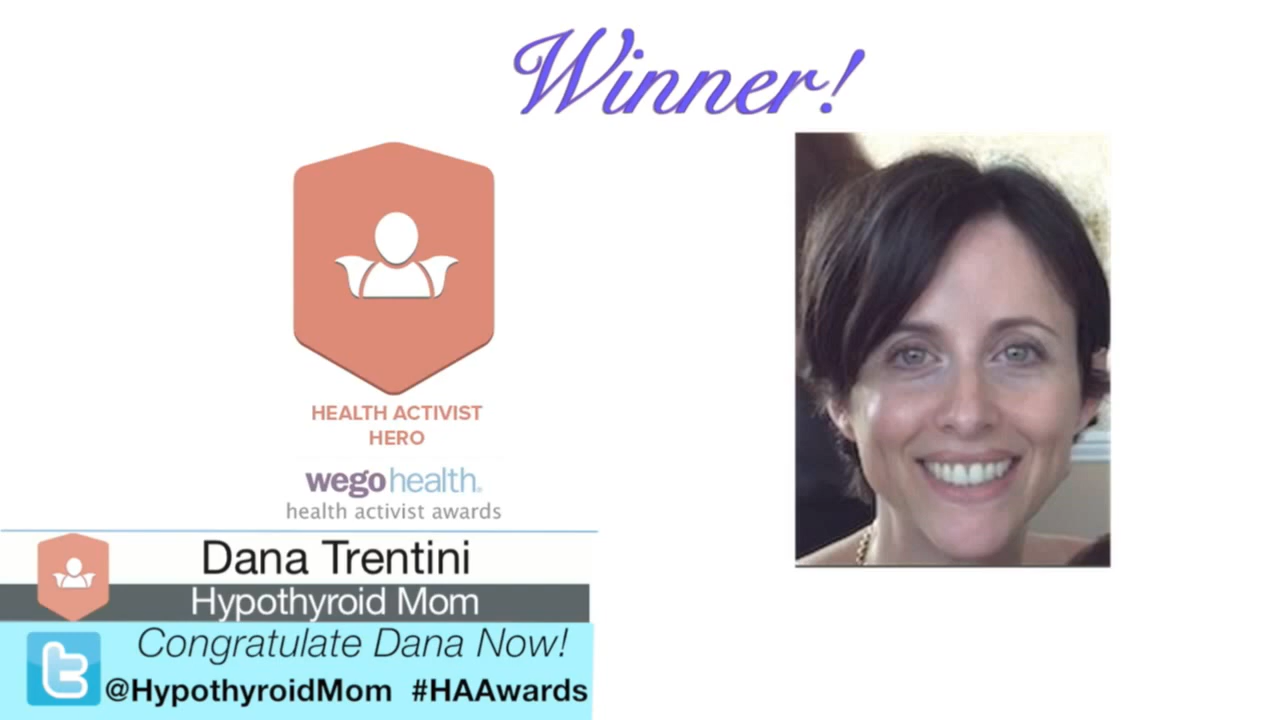 Winner!
HEALTH ACTIVIST
HERO
wegohealth.
health activist awards
Dana Trentini
Hypothyroid Mom
Congratulate Dana Now!
@HypothyroidMom #HAAwards